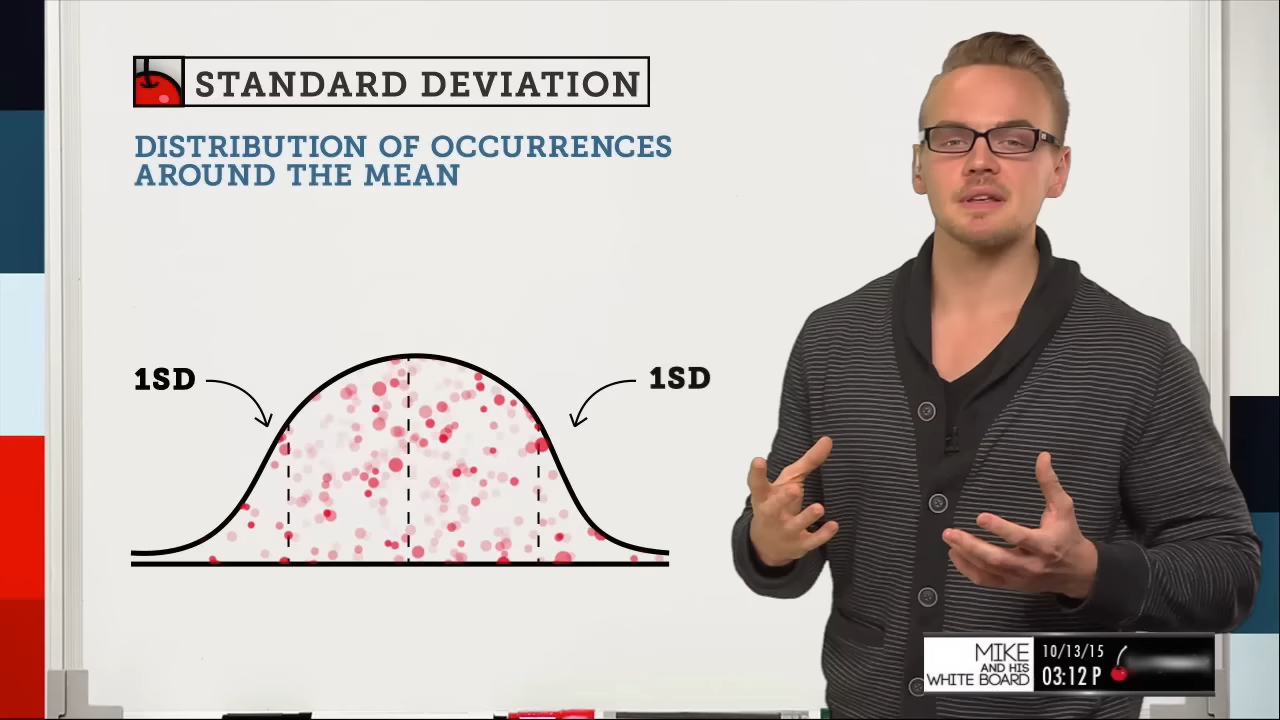 STANDARD DEVIATION
DISTRIBUTION OF OCCURRENCES
AROUND THE MEAN
1SD
1SD
MIKE
AND HIS
WHITE BOARD
10/13/15
03:12 P